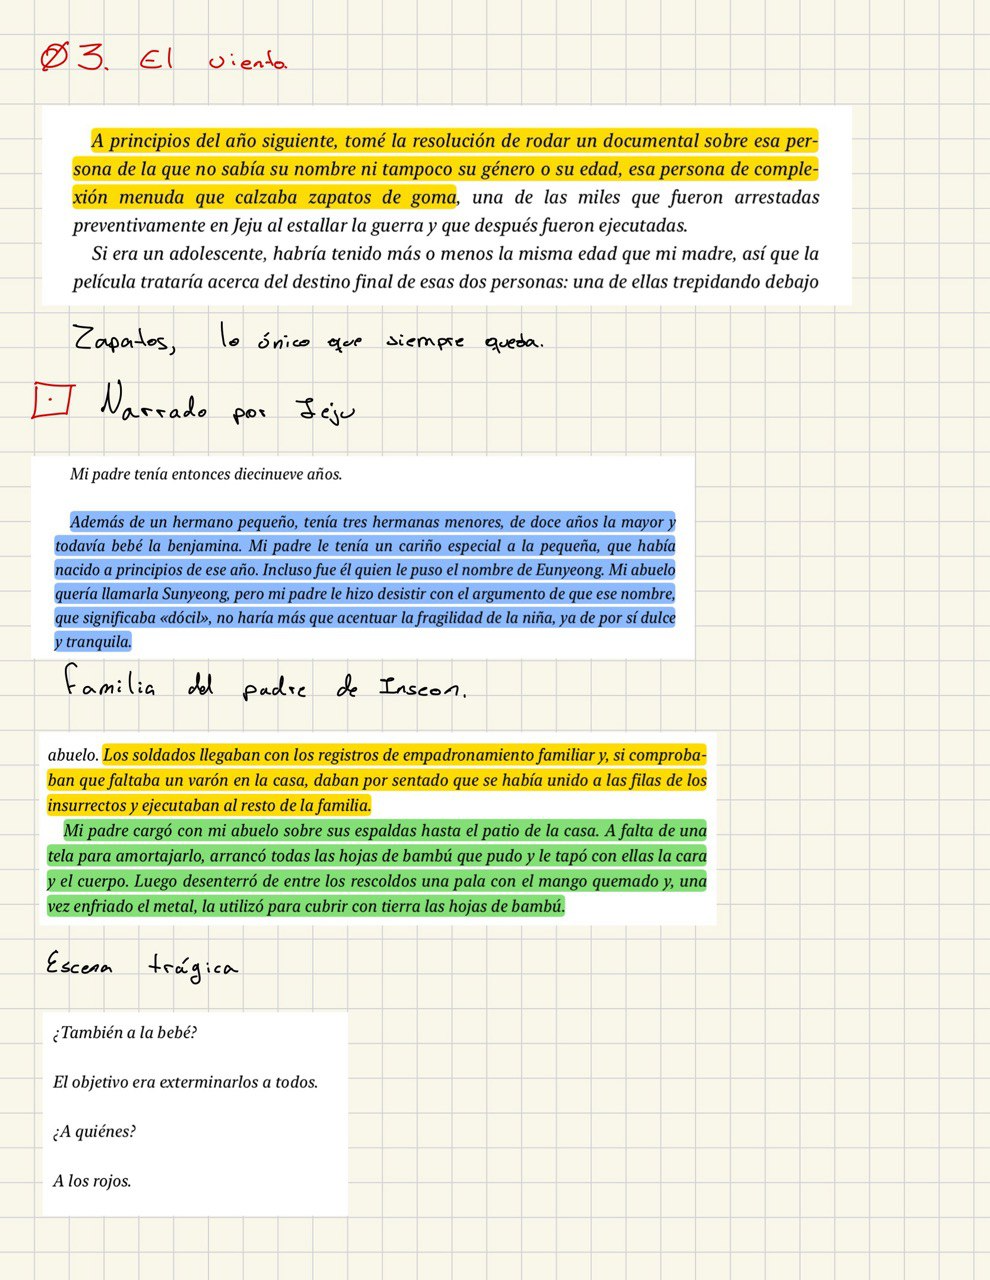 03. El viento
A principios del año siguiente, tomé la resolución de rodar un documental sobre esa per-
sona de la que no sabía su nombre ni tampoco su género o su edad, esa persona de comple-
xión menuda que calzaba zapatos de goma, una de las miles que fueron arrestadas
preventivamente en Jeju al estallar la guerra y que después fueron ejecutadas.
Si era un adolescente, habría tenido más o menos la misma edad que mi madre, así que la
película trataría acerca del destino final de esas dos personas: una de ellas trepidando debajo
Zapatos, lo único que siempre queda.
Narrado por Jeju
Mi padre tenía entonces diecinueve años.
Además de un hermano pequeño, tenía tres hermanas menores, de doce años la mayor y
todavía bebé la benjamina. Mi padre le tenía un cariño especial a la pequeña, que había
nacido a principios de ese año. Incluso fue él quien le puso el nombre de Eunyeong. Mi abuelo
quería llamarla Sunyeong, pero mi padre le hizo desistir con el argumento de que ese nombre,
que significaba «dócil», no haría más que acentuar la fragilidad de la niña, ya de por sí dulce
y tranquila.
Familia del padre de Inseon.
abuelo. Los soldados llegaban con los registros de empadronamiento familiar y, si comproba-
ban que faltaba un varón en la casa, daban por sentado que se había unido a las filas de los
insurrectos y ejecutaban al resto de la familia.
Mi padre cargó con mi abuelo sobre sus espaldas hasta el patio de la casa. A falta de una
tela para amortajarlo, arrancó todas las hojas de bambú que pudo y le tapó con ellas la cara
y el cuerpo. Luego desenterró de entre los rescoldos una pala con el mango quemado y, una
vez enfriado el metal, la utilizó para cubrir con tierra las hojas de bambú.
Escena trágica
¿También a la bebé?
El objetivo era exterminarlos a todos.
¿A quiénes?
A los rojos.